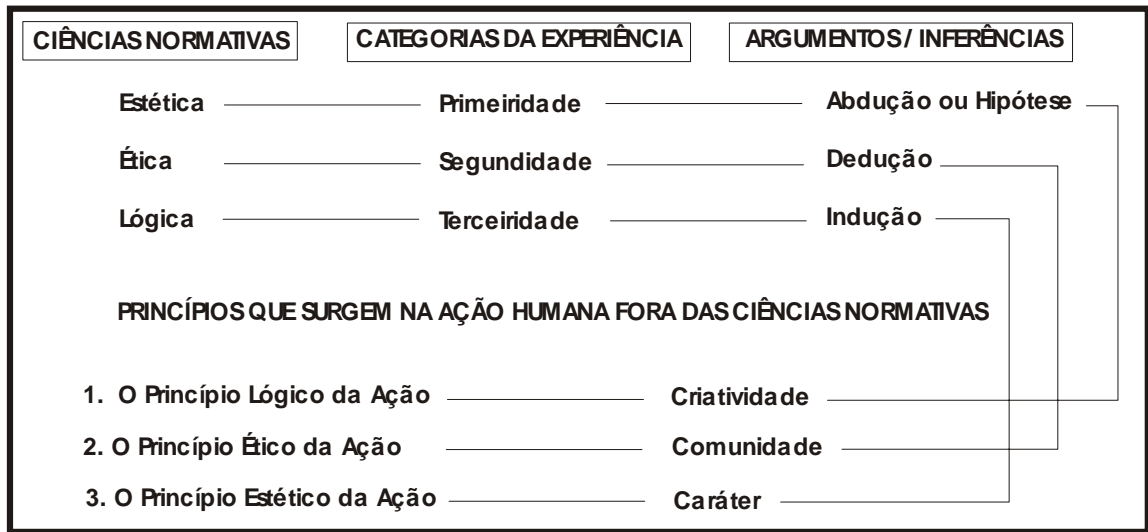 CIÊNCIAS NORMATIVAS CATEGORIAS DA EXPERIÊNCIA ARGUMENTOS / INFERÊNCIAS
Estética Primeiridade Abdução ou Hipótese
Ética Segundidade Dedução
Lógica Terceiridade Indução
PRINCÍPIOS QUE SURGEM NA AÇÃO HUMANA FORA DAS CIÊNCIAS NORMATIVAS
1. O Princípio Lógico da Ação Criatividade
2. O Princípio Ético da Ação Comunidade
3. O Princípio Estético da Ação Caráter